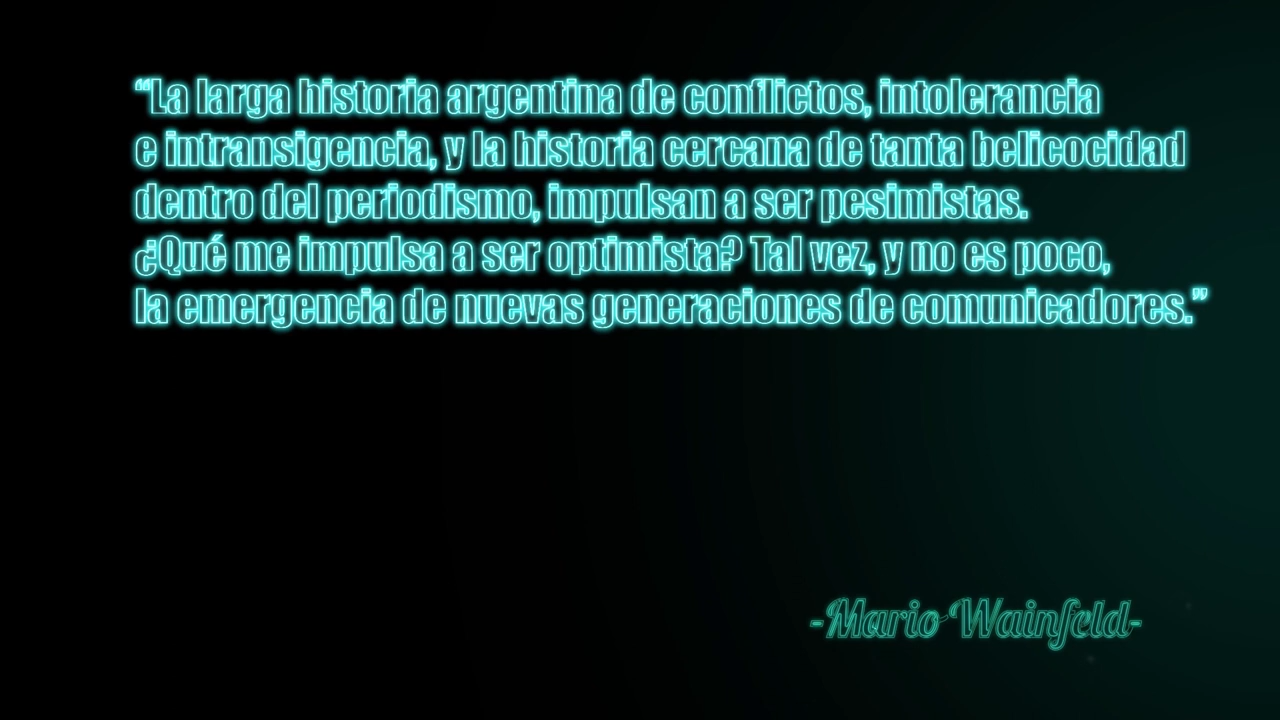 “La larga historia argentina de conflictos, intolerancia
e intransigencia, y la historia cercana de tanta belicocidad
dentro del periodismo, impulsan a ser pesimistas.
¿Qué me impulsa a ser optimista? Tal vez, y no es poco,
la emergencia de nuevas generaciones de comunicadores.”
-Mario Wainfeld-